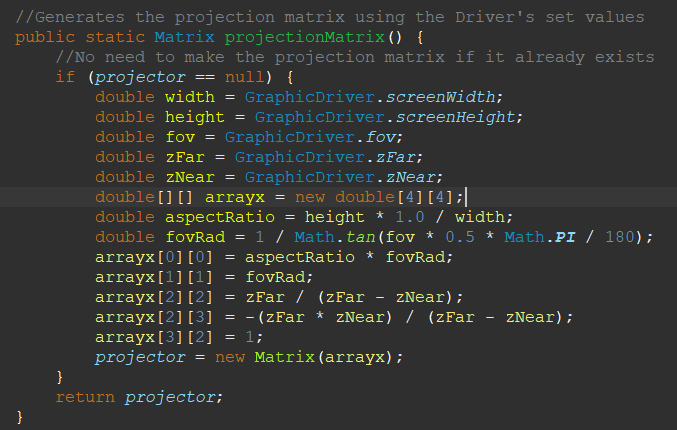 //Generates the projection matrix using the Driver's set values
public static Matrix projectionMatrix() {
    //No need to make the projection matrix if it already exists
    if (projector == null) {
        double width = GraphicDriver.screenWidth;
        double height = GraphicDriver.screenHeight;
        double fov = GraphicDriver.fov;
        double zFar = GraphicDriver.zFar;
        double zNear = GraphicDriver.zNear;
        double[][] arrayx = new double[4][4];
        double aspectRatio = height * 1.0 / width;
        double fovRad = 1 / Math.tan(fov * 0.5 * Math.PI / 180);
        arrayx[0][0] = aspectRatio * fovRad;
        arrayx[1][1] = fovRad;
        arrayx[2][2] = zFar / (zFar - zNear);
        arrayx[2][3] = -(zFar * zNear) / (zFar - zNear);
        arrayx[3][2] = 1;
        projector = new Matrix(arrayx);
    }
    return projector;
}